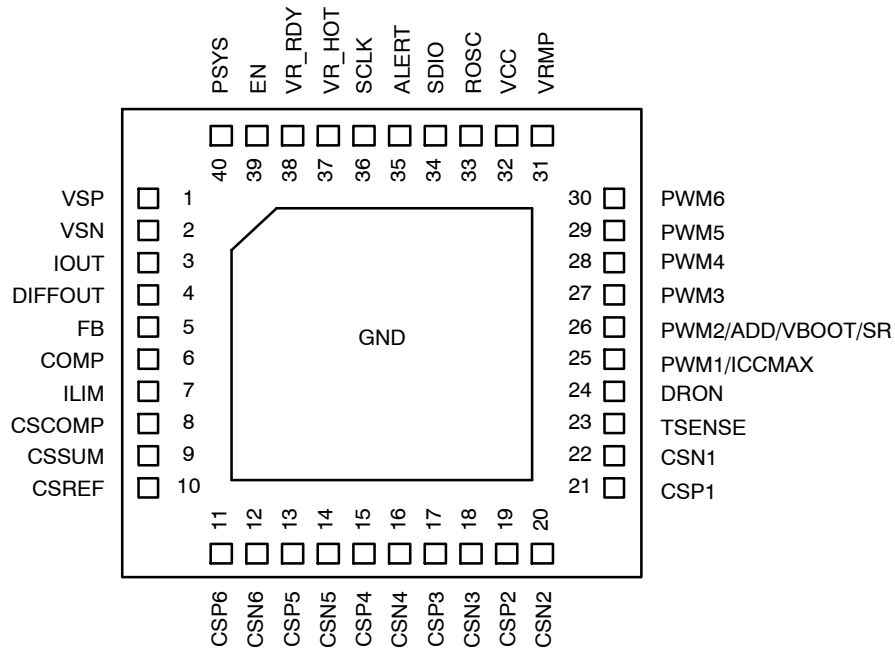 PSYS
EN
VR_RDY
VR_HOT
SCLK
ALERT
SDIO
ROSC
VCC
VRMP
40
39
38
37
36
35
34
33
32
31
VSP 1
VSN 2
IOUT 3
DIFFOUT 4
FB 5
COMP 6
ILIM 7
CSCOMP 8
CSSUM 9
CSREF 10
GND
30 PWM6
29 PWM5
28 PWM4
27 PWM3
26 PWM2/ADD/VBOOT/SR
25 PWM1/ICCMAX
24 DRON
23 TSENSE
22 CSN1
21 CSP1
11
12
13
14
15
16
17
18
19
20
CSP6
CSN6
CSP5
CSN5
CSP4
CSN4
CSP3
CSN3
CSP2
CSN2